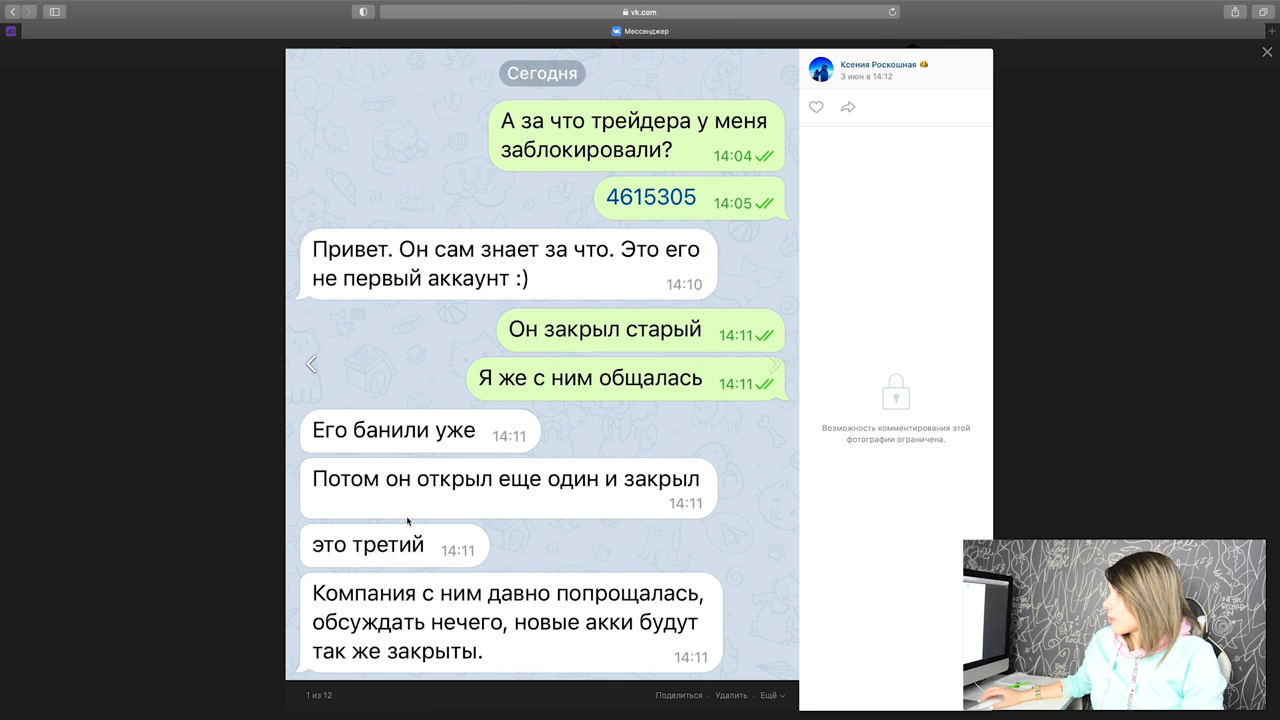 vk.com
Мессенджер
Сегодня
А за что трейдера у меня
заблокировали?
14:04
4615305
14:05
Привет. Он сам знает за что. Это его
не первый аккаунт :)
14:10
Он закрыл старый
14:11
Я же с ним общалась
14:11
Его банили уже
14:11
Потом он открыл еще один и закрыл
14:11
это третий
14:11
Компания с ним давно попрощалась,
обсуждать нечего, новые акки будут
так же закрыты.
14:11
1 из 12
Поделиться · Удалить · Ещё
Ксения Роскошная
3 июн в 14:12
Возможность комментирования этой
фотографии ограничена.